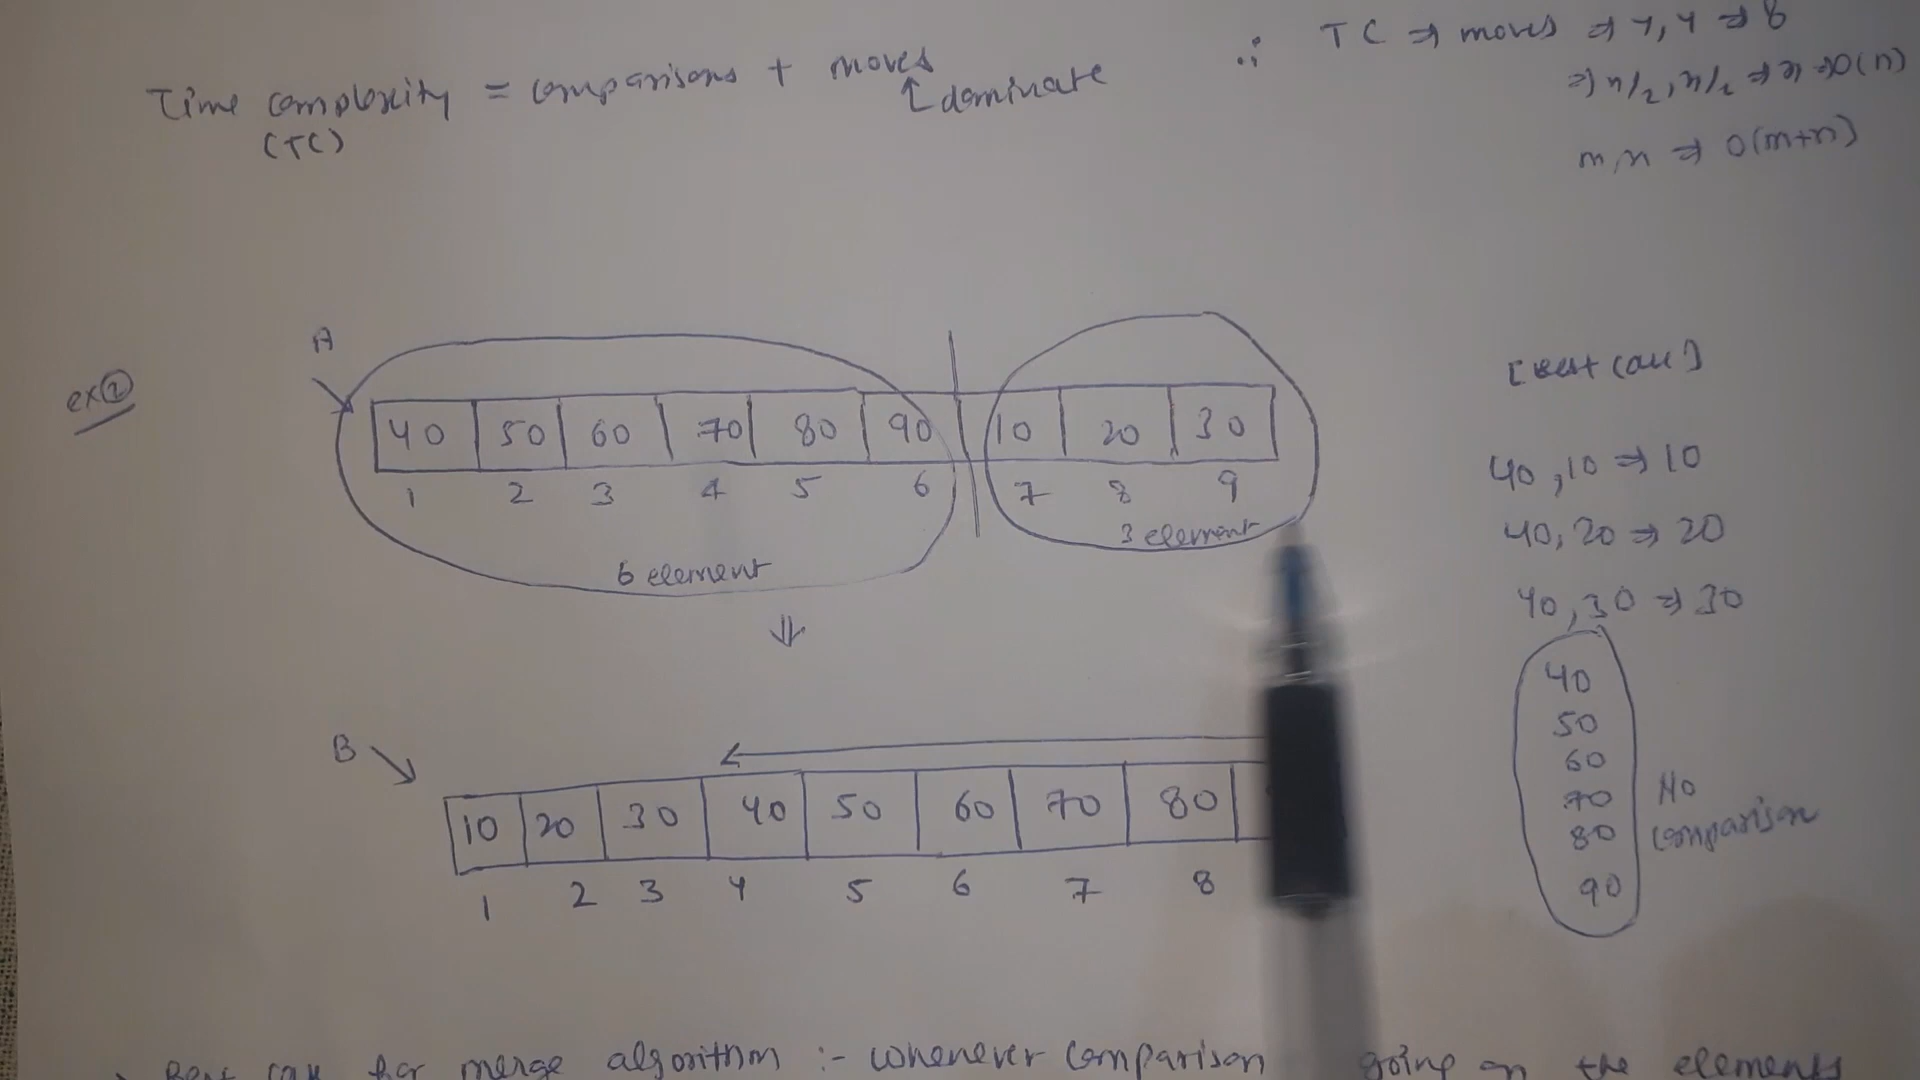 Time complexity = comparisons + moves
↑ dominate
(TC)
∴ TC ⇒ moves ⇒ 4,4 ⇒ 8
⇒ n/2, n/2 ⇒ O(n)
m,n ⇒ O(m+n)
ex②
A
40 50 60 70 80 90 10 20 30
1 2 3 4 5 6 7 8 9
6 element
3 element
⇓
B
10 20 30 40 50 60 70 80
1 2 3 4 5 6 7 8
[Best case]
40,10 ⇒ 10
40,20 ⇒ 20
40,30 ⇒ 30
40
50
60
70
80
90
No
comparison
Best case for merge algorithm :- whenever comparison going on the elements